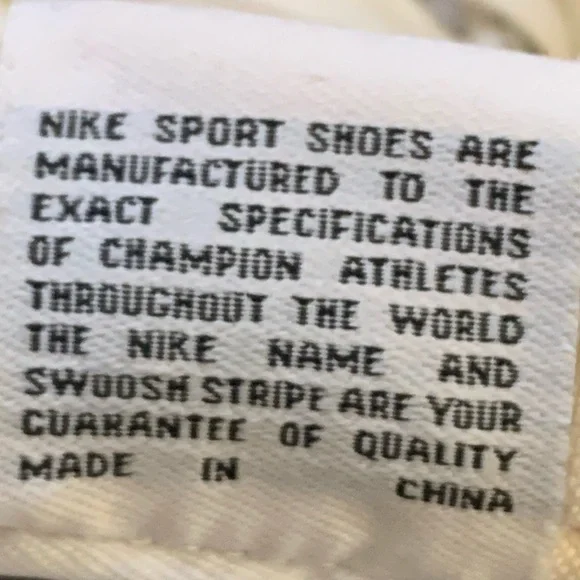 NIKE SPORT SHOES ARE
MANUFACTURED TO THE
EXACT SPECIFICATIONS
OF CHAMPION ATHLETES
THROUGHOUT THE WORLD
THE NIKE NAME AND
SWOOSH STRIPE ARE YOUR
GUARANTEE OF QUALITY
MADE IN CHINA